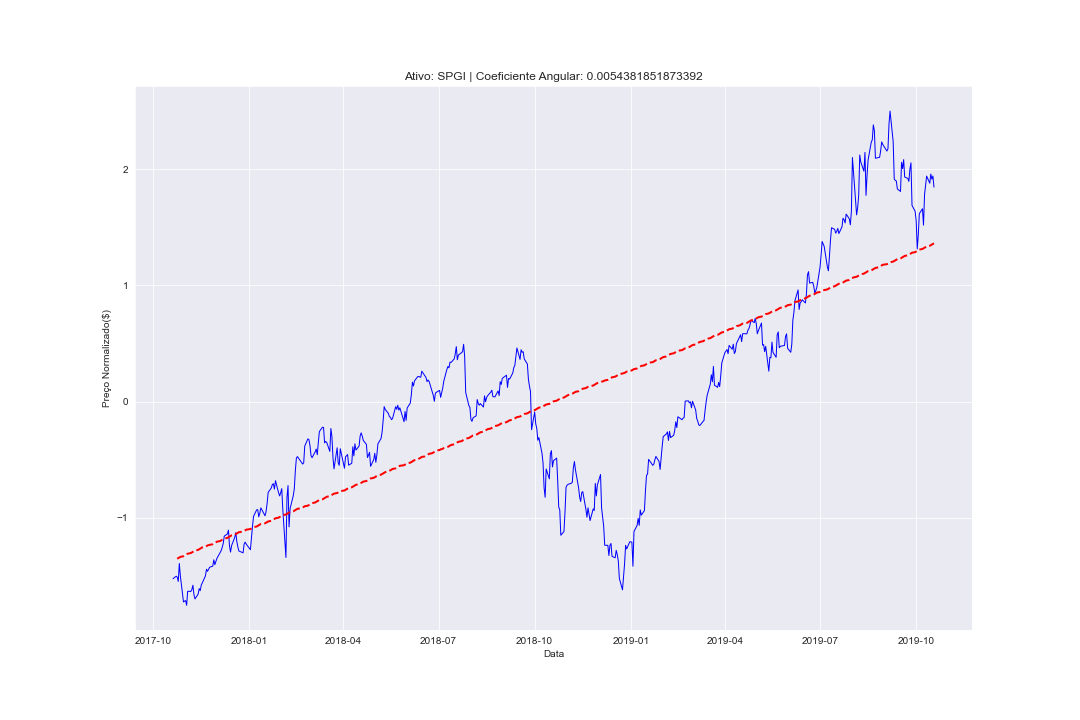 Ativo: SPGI | Coeficiente Angular: 0.0054381851873392
Preço Normalizado($)
2
1
0
−1
2017-10 2018-01 2018-04 2018-07 2018-10 2019-01 2019-04 2019-07 2019-10
Data